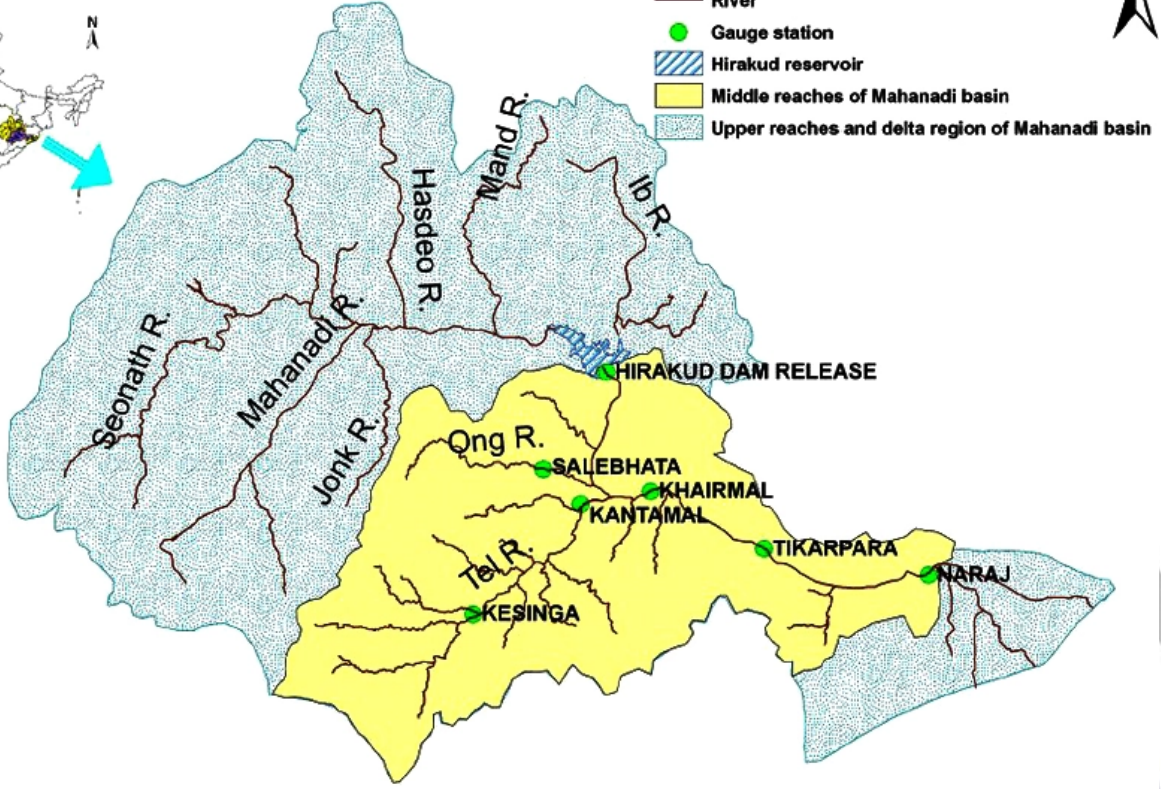 River
N
Gauge station
Hirakud reservoir
Middle reaches of Mahanadi basin
Upper reaches and delta region of Mahanadi basin
Mand R.
Hasdeo R.
Ib R.
Seonath R.
Mahanadi R.
Jonk R.
HIRAKUD DAM RELEASE
Ong R.
SALEBHATA
KHAIRMAL
KANTAMAL
TIKARPARA
Tel R.
NARAJ
KESINGA